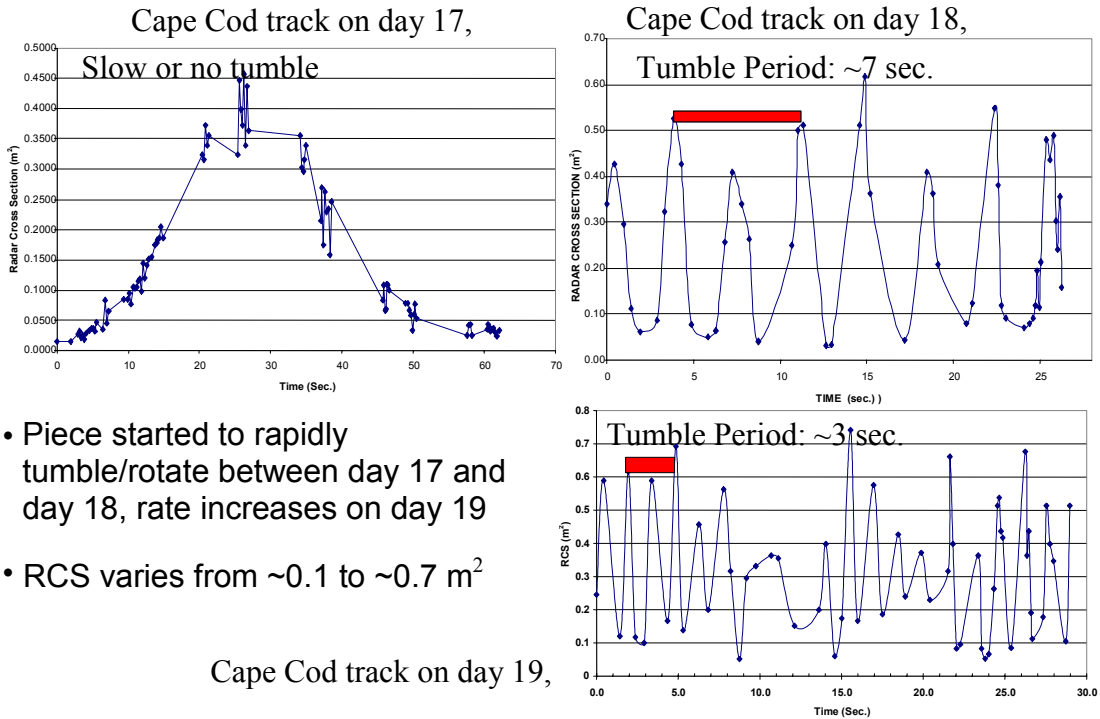 Cape Cod track on day 17,
Slow or no tumble
0.5000
0.4500
0.4000
0.3500
0.3000
0.2500
0.2000
0.1500
0.1000
0.0500
0.0000
Radar Cross Section (m²)
0 10 20 30 40 50 60 70
Time (Sec.)
Cape Cod track on day 18,
Tumble Period: ~7 sec.
0.70
0.60
0.50
0.40
0.30
0.20
0.10
0.00
RADAR CROSS SECTION (m²)
0 5 10 15 20 25
TIME (sec.) )
• Piece started to rapidly
tumble/rotate between day 17 and
day 18, rate increases on day 19
• RCS varies from ~0.1 to ~0.7 m²
Cape Cod track on day 19,
Tumble Period: ~3 sec.
0.8
0.7
0.6
0.5
0.4
0.3
0.2
0.1
0
RCS (m²)
0.0 5.0 10.0 15.0 20.0 25.0 30.0
Time (Sec.)